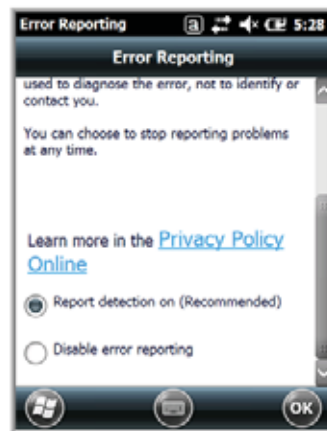 Error Reporting a 5:28
Error Reporting
used to diagnose the error, not to identify or
contact you.
You can choose to stop reporting problems
at any time.
Learn more in the Privacy Policy
Online
Report detection on (Recommended)
Disable error reporting
OK